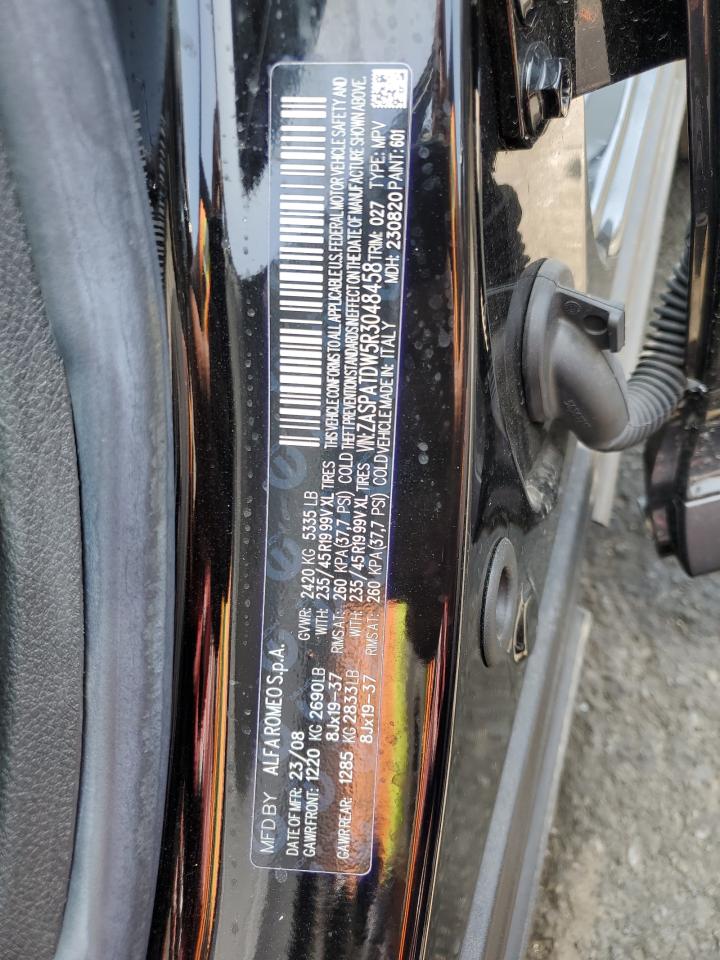 MFD BY ALFA ROMEO S.p.A.
DATE OF MFR: 23/08 GVWR: 2420 KG 5335 LB
GAWR FRONT: 1220 KG 2690LB WITH: 235/45R19 99V XL TIRES
8Jx19-37 RIMS AT: 260 KPA (37,7 PSI) COLD
GAWR REAR: 1285 KG 2833LB WITH: 235/45R19 99V XL TIRES
8Jx19-37 RIMS AT: 260 KPA (37,7 PSI) COLD
THIS VEHICLE CONFORMS TO ALL APPLICABLE U.S. FEDERAL MOTOR VEHICLE SAFETY AND
THEFT PREVENTION STANDARDS IN EFFECT ON THE DATE OF MANUFACTURE SHOWN ABOVE.
VIN: ZASPATDW5R3048458 TRIM: 027 TYPE: MPV
VEHICLE MADE IN: ITALY MDH: 230820 PAINT: 601